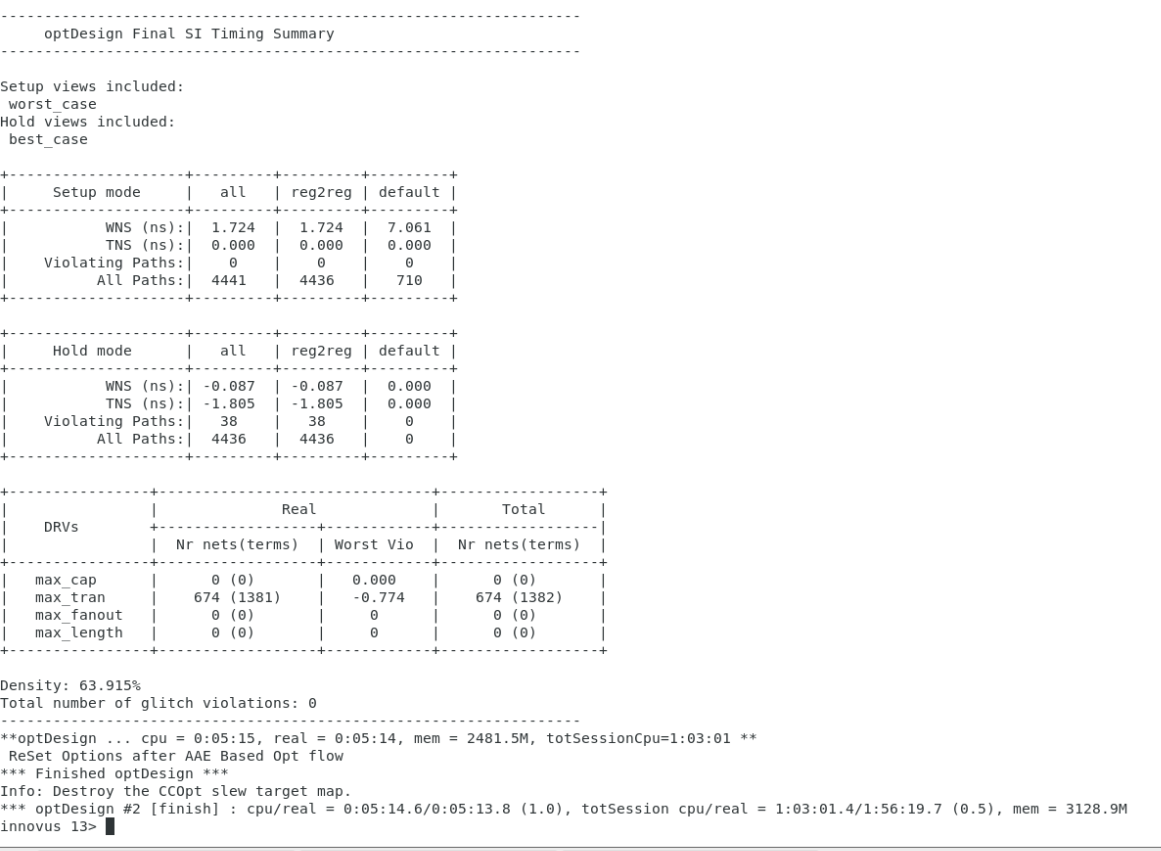 ------------------------------------------------------------------
     optDesign Final SI Timing Summary
------------------------------------------------------------------
Setup views included:
 worst_case
Hold views included:
 best_case
+--------------------+---------+---------+---------+
|     Setup mode     |   all   | reg2reg | default |
+--------------------+---------+---------+---------+
|           WNS (ns):|  1.724  |  1.724  |  7.061  |
|           TNS (ns):|  0.000  |  0.000  |  0.000  |
|    Violating Paths:|    0    |    0    |    0    |
|          All Paths:|  4441   |  4436   |   710   |
+--------------------+---------+---------+---------+
+--------------------+---------+---------+---------+
|     Hold mode      |   all   | reg2reg | default |
+--------------------+---------+---------+---------+
|           WNS (ns):| -0.087  | -0.087  |  0.000  |
|           TNS (ns):| -1.805  | -1.805  |  0.000  |
|    Violating Paths:|   38    |   38    |    0    |
|          All Paths:|  4436   |  4436   |    0    |
+--------------------+---------+---------+---------+
+----------------+-------------------------------+------------------+
|                |              Real             |       Total      |
|    DRVs        +------------------+------------+------------------|
|                |  Nr nets(terms)  | Worst Vio  |  Nr nets(terms)  |
+----------------+------------------+------------+------------------+
|   max_cap      |      0 (0)       |   0.000    |      0 (0)       |
|   max_tran     |    674 (1381)    |   -0.774   |    674 (1382)    |
|   max_fanout   |      0 (0)       |     0      |      0 (0)       |
|   max_length   |      0 (0)       |     0      |      0 (0)       |
+----------------+------------------+------------+------------------+
Density: 63.915%
Total number of glitch violations: 0
------------------------------------------------------------------
**optDesign ... cpu = 0:05:15, real = 0:05:14, mem = 2481.5M, totSessionCpu=1:03:01 **
 ReSet Options after AAE Based Opt flow
*** Finished optDesign ***
Info: Destroy the CCOpt slew target map.
*** optDesign #2 [finish] : cpu/real = 0:05:14.6/0:05:13.8 (1.0), totSession cpu/real = 1:03:01.4/1:56:19.7 (0.5), mem = 3128.9M
innovus 13>